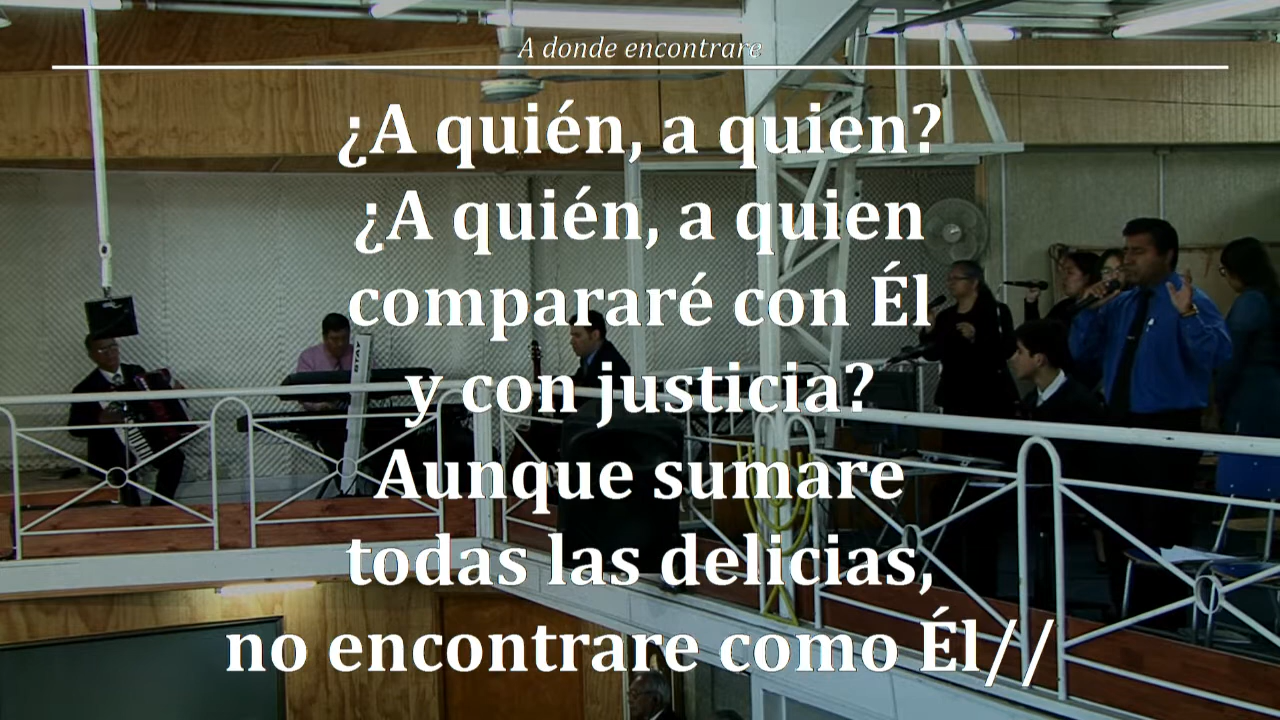 A donde encontrare
¿A quién, a quien?
¿A quién, a quien
compararé con Él
y con justicia?
Aunque sumare
todas las delicias,
no encontrare como Él//